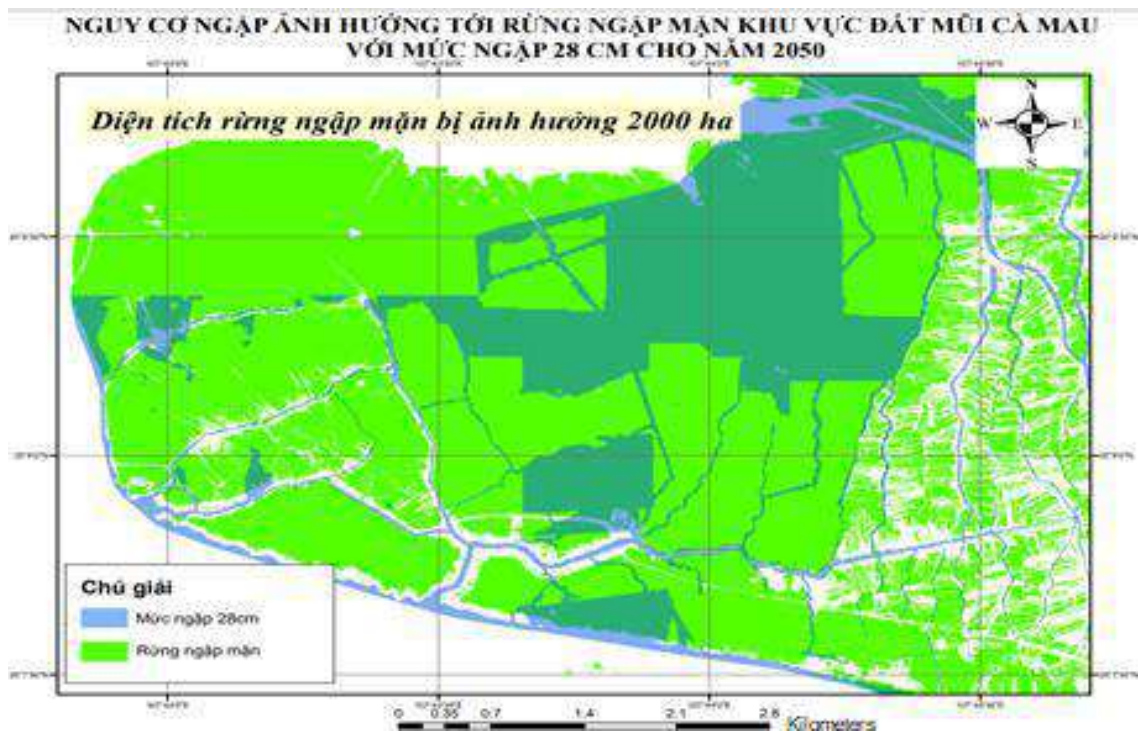 NGUY CƠ NGẬP ẢNH HƯỞNG TỚI RỪNG NGẬP MẶN KHU VỰC ĐẤT MŨI CÀ MAU
VỚI MỨC NGẬP 28 CM CHO NĂM 2050
Diện tích rừng ngập mặn bị ảnh hưởng 2000 ha
N
W E
S
Chú giải
Mức ngập 28cm
Rừng ngập mặn
0 0.35 0.7 1.4 2.1 2.8
Kilometers